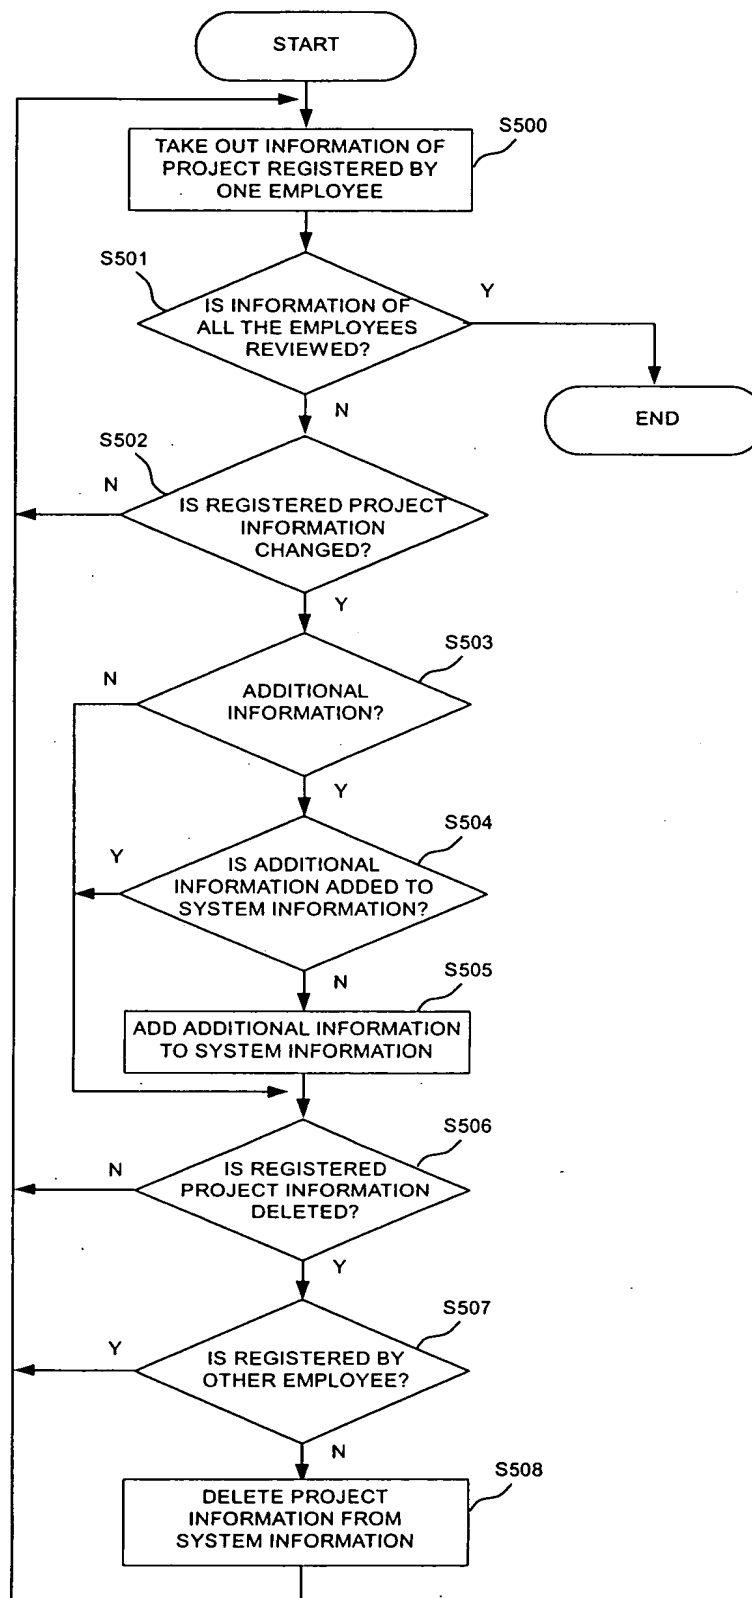 START
S500
TAKE OUT INFORMATION OF
PROJECT REGISTERED BY
ONE EMPLOYEE
S501
Y
IS INFORMATION OF
ALL THE EMPLOYEES
REVIEWED?
N
END
S502
N
IS REGISTERED PROJECT
INFORMATION
CHANGED?
Y
S503
N
ADDITIONAL
INFORMATION?
Y
S504
Y
IS ADDITIONAL
INFORMATION ADDED TO
SYSTEM INFORMATION?
N
S505
ADD ADDITIONAL INFORMATION
TO SYSTEM INFORMATION
S506
N
IS REGISTERED
PROJECT INFORMATION
DELETED?
Y
S507
Y
IS REGISTERED BY
OTHER EMPLOYEE?
N
S508
DELETE PROJECT
INFORMATION FROM
SYSTEM INFORMATION